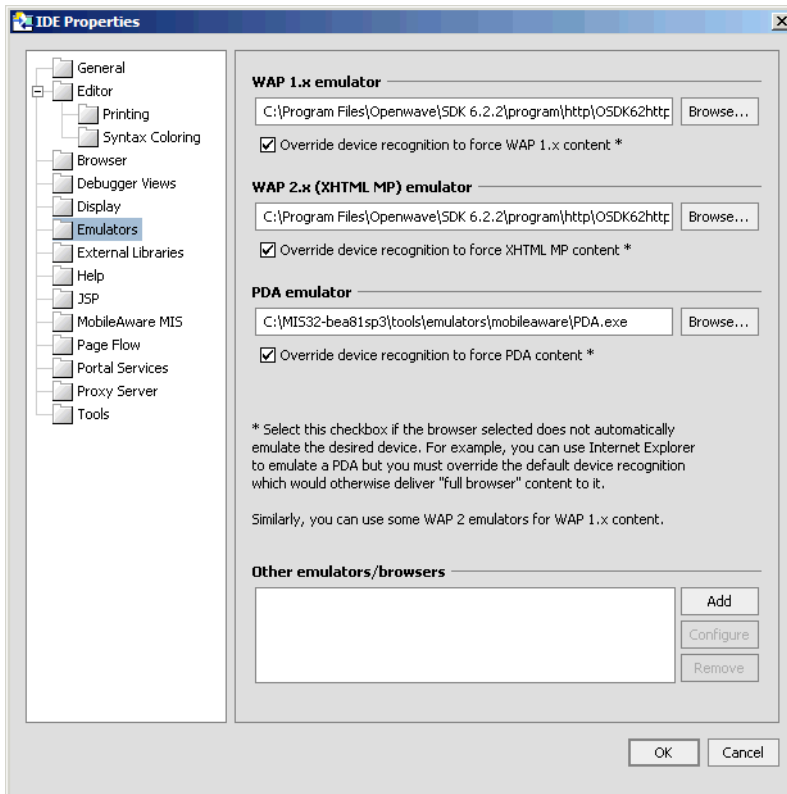 IDE Properties
General
Editor
Printing
Syntax Coloring
Browser
Debugger Views
Display
Emulators
External Libraries
Help
JSP
MobileAware MIS
Page Flow
Portal Services
Proxy Server
Tools
WAP 1.x emulator
C:\Program Files\Openwave\SDK 6.2.2\program\http\OSDK62http Browse...
Override device recognition to force WAP 1.x content *
WAP 2.x (XHTML MP) emulator
C:\Program Files\Openwave\SDK 6.2.2\program\http\OSDK62http Browse...
Override device recognition to force XHTML MP content *
PDA emulator
C:\MIS32-bea81sp3\tools\emulators\mobileaware\PDA.exe Browse...
Override device recognition to force PDA content *
* Select this checkbox if the browser selected does not automatically
emulate the desired device. For example, you can use Internet Explorer
to emulate a PDA but you must override the default device recognition
which would otherwise deliver "full browser" content to it.
Similarly, you can use some WAP 2 emulators for WAP 1.x content.
Other emulators/browsers
Add
Configure
Remove
OK Cancel